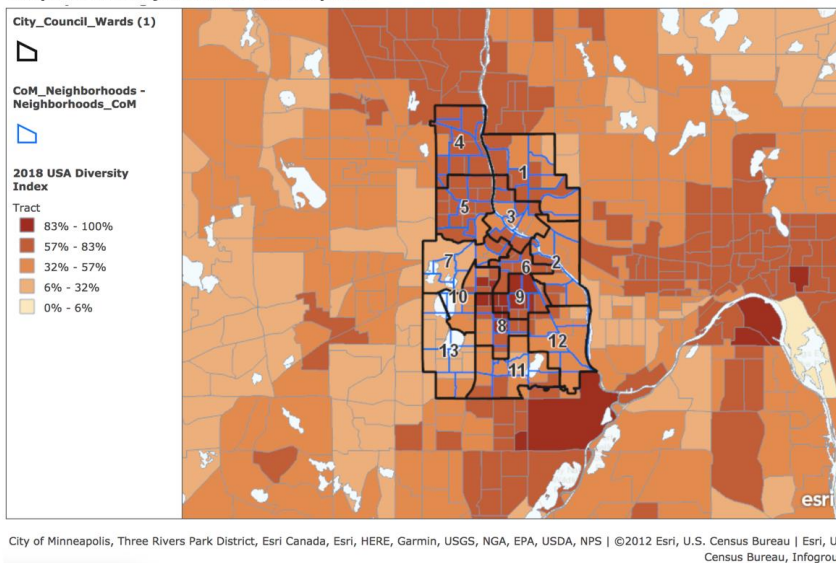 City_Council_Wards (1)
CoM_Neighborhoods -
Neighborhoods_CoM
2018 USA Diversity
Index
Tract
83% - 100%
57% - 83%
32% - 57%
6% - 32%
0% - 6%
4
1
5
3
7
6
2
10
9
8
12
13
11
esri
City of Minneapolis, Three Rivers Park District, Esri Canada, Esri, HERE, Garmin, USGS, NGA, EPA, USDA, NPS | ©2012 Esri, U.S. Census Bureau | Esri, U
Census Bureau, Infogrou